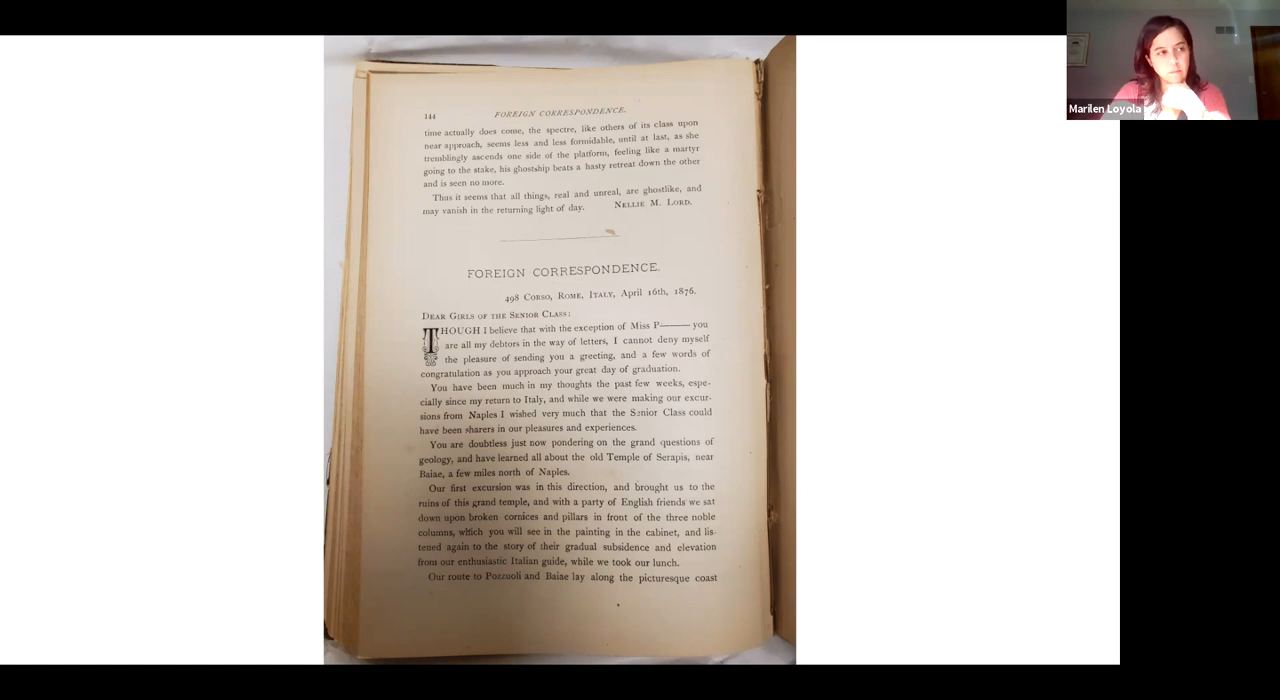 144 FOREIGN CORRESPONDENCE.
time actually does come, the spectre, like others of its class upon
near approach, seems less and less formidable, until at last, as she
tremblingly ascends one side of the platform, feeling like a martyr
going to the stake, his ghostship beats a hasty retreat down the other
and is seen no more.
Thus it seems that all things, real and unreal, are ghostlike, and
may vanish in the returning light of day. NELLIE M. LORD.
FOREIGN CORRESPONDENCE.
498 CORSO, ROME, ITALY, April 16th, 1876.
DEAR GIRLS OF THE SENIOR CLASS:
THOUGH I believe that with the exception of Miss P—— you
are all my debtors in the way of letters, I cannot deny myself
the pleasure of sending you a greeting, and a few words of
congratulation as you approach your great day of graduation.
You have been much in my thoughts the past few weeks, espe-
cially since my return to Italy, and while we were making our excur-
sions from Naples I wished very much that the Senior Class could
have been sharers in our pleasures and experiences.
You are doubtless just now pondering on the grand questions of
geology, and have learned all about the old Temple of Serapis, near
Baiae, a few miles north of Naples.
Our first excursion was in this direction, and brought us to the
ruins of this grand temple, and with a party of English friends we sat
down upon broken cornices and pillars in front of the three noble
columns, which you will see in the painting in the cabinet, and lis-
tened again to the story of their gradual subsidence and elevation
from our enthusiastic Italian guide, while we took our lunch.
Our route to Pozzuoli and Baiae lay along the picturesque coast
Marilen Loyola